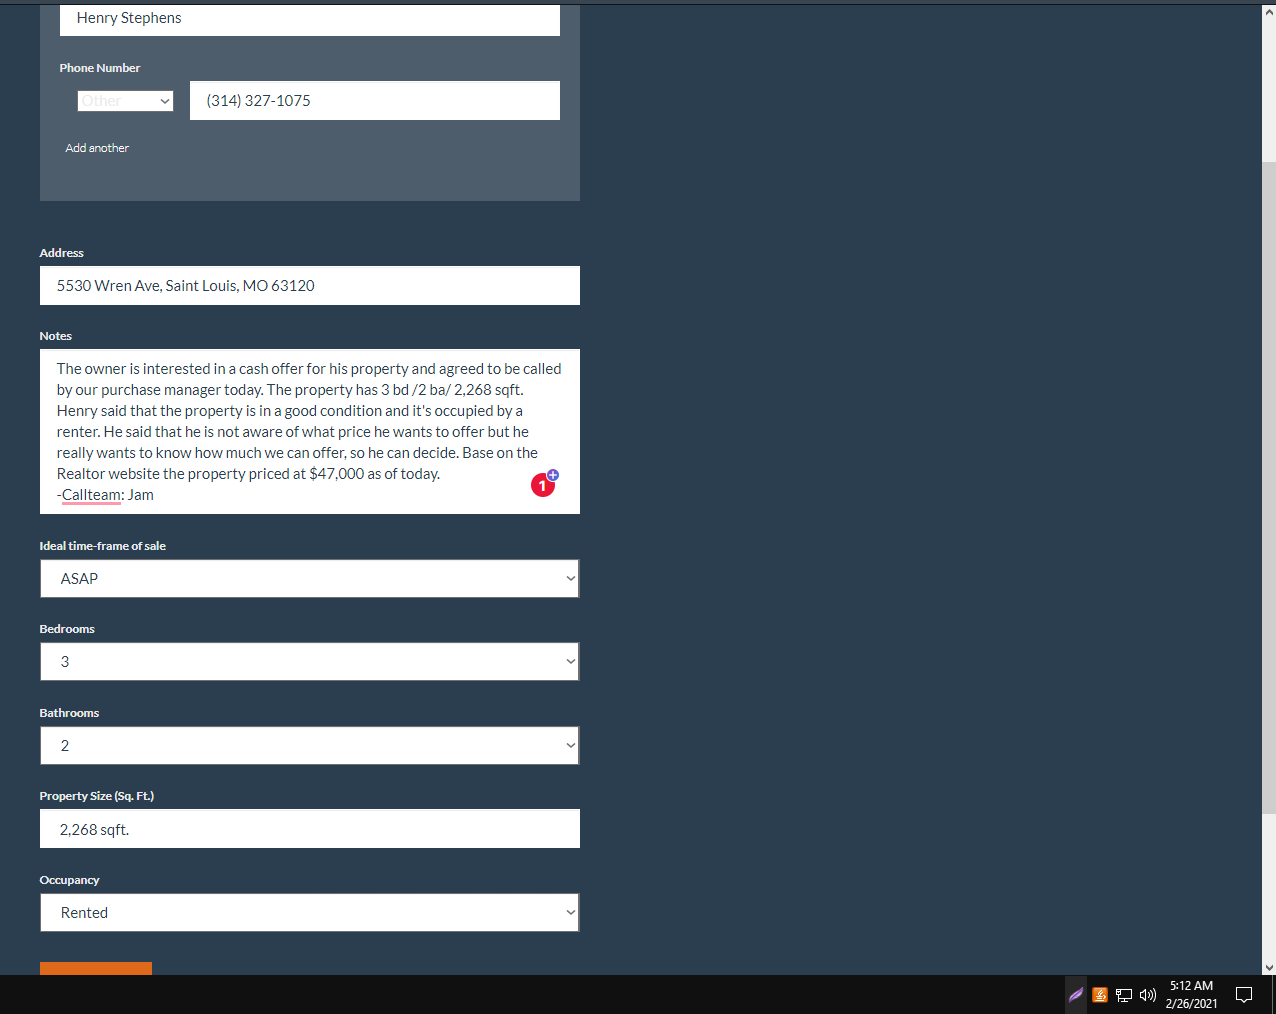 Henry Stephens
Phone Number
Other
(314) 327-1075
Add another
Address
5530 Wren Ave, Saint Louis, MO 63120
Notes
The owner is interested in a cash offer for his property and agreed to be called
by our purchase manager today. The property has 3 bd /2 ba/ 2,268 sqft.
Henry said that the property is in a good condition and it's occupied by a
renter. He said that he is not aware of what price he wants to offer but he
really wants to know how much we can offer, so he can decide. Base on the
Realtor website the property priced at $47,000 as of today.
1
-Callteam: Jam
Ideal time-frame of sale
ASAP
Bedrooms
3
Bathrooms
2
Property Size (Sq. Ft.)
2,268 sqft.
Occupancy
Rented
5:12 AM
2/26/2021